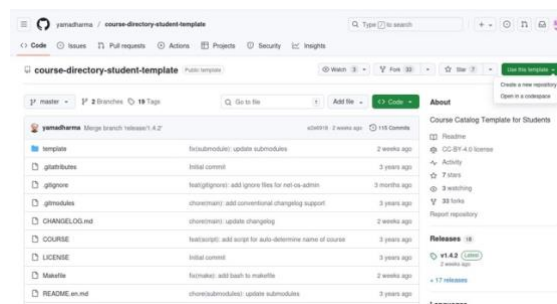 yamadharma / course-directory-student-template
Type / to search
Code Issues Pull requests Actions Projects Security Insights
course-directory-student-template Public template
Watch 3 Fork 33 Star 7 Use this template
Create a new repository
Open in a codespace
master 2 Branches 19 Tags Go to file t Add file Code
About
Course Catalog Template for Students
yamadharma Merge branch 'release/1.4.2' 2 weeks ago 115 Commits
template fix(submodule): update submodules 2 weeks ago
.gitattributes Initial commit 3 years ago
.gitignore feat(gitignore): add ignore files for net-os-admin 3 months ago
.gitmodules chore(main): add conventional changelog support 3 years ago
CHANGELOG.md chore(main): update changelog 2 weeks ago
COURSE feat(script): add script for auto-determine name of course 3 years ago
LICENSE Initial commit 3 years ago
Makefile fix(make): add bash to makefile 2 weeks ago
README.en.md chore(submodules): update submodules 3 years ago
Readme
CC-BY-4.0 license
Activity
7 stars
3 watching
33 forks
Report repository
Releases 18
v1.4.2 Latest
2 weeks ago
+ 17 releases
Languages